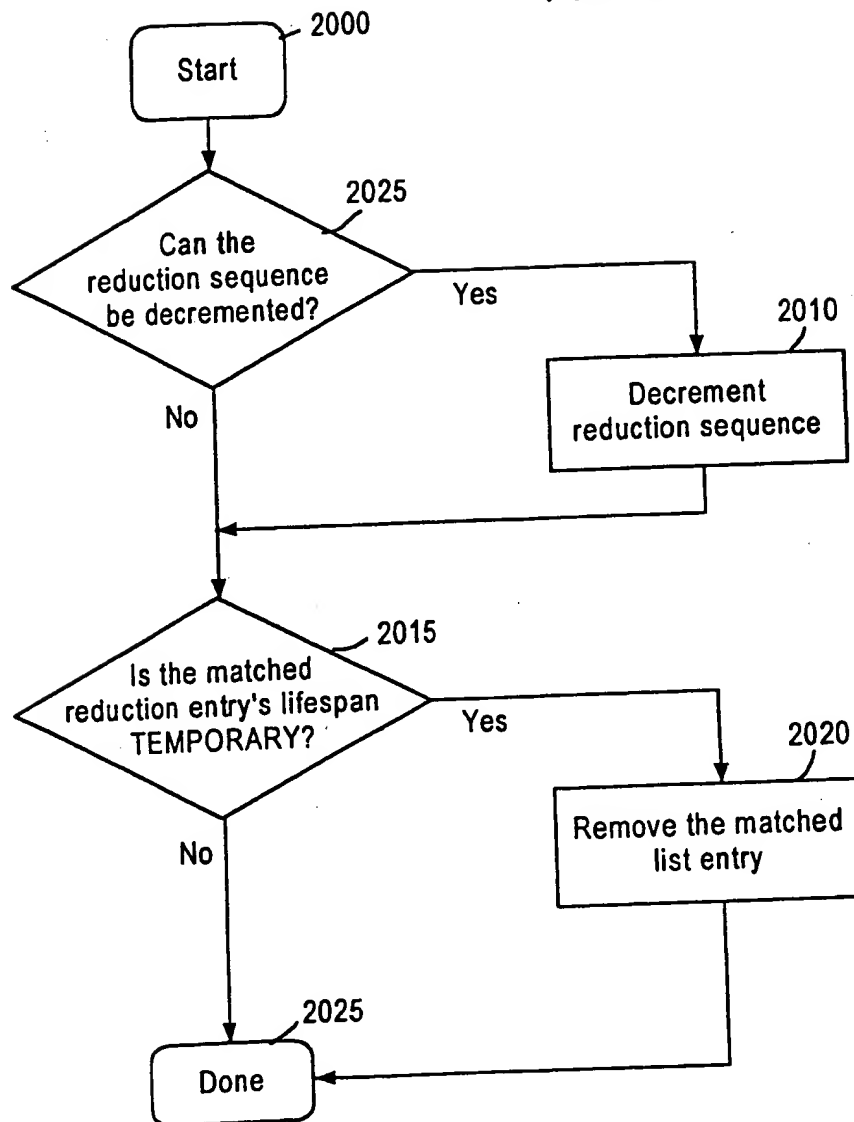 2000
Start
2025
Can the
reduction sequence
be decremented?
Yes
2010
Decrement
reduction sequence
No
2015
Is the matched
reduction entry's lifespan
TEMPORARY?
Yes
2020
Remove the matched
list entry
No
2025
Done